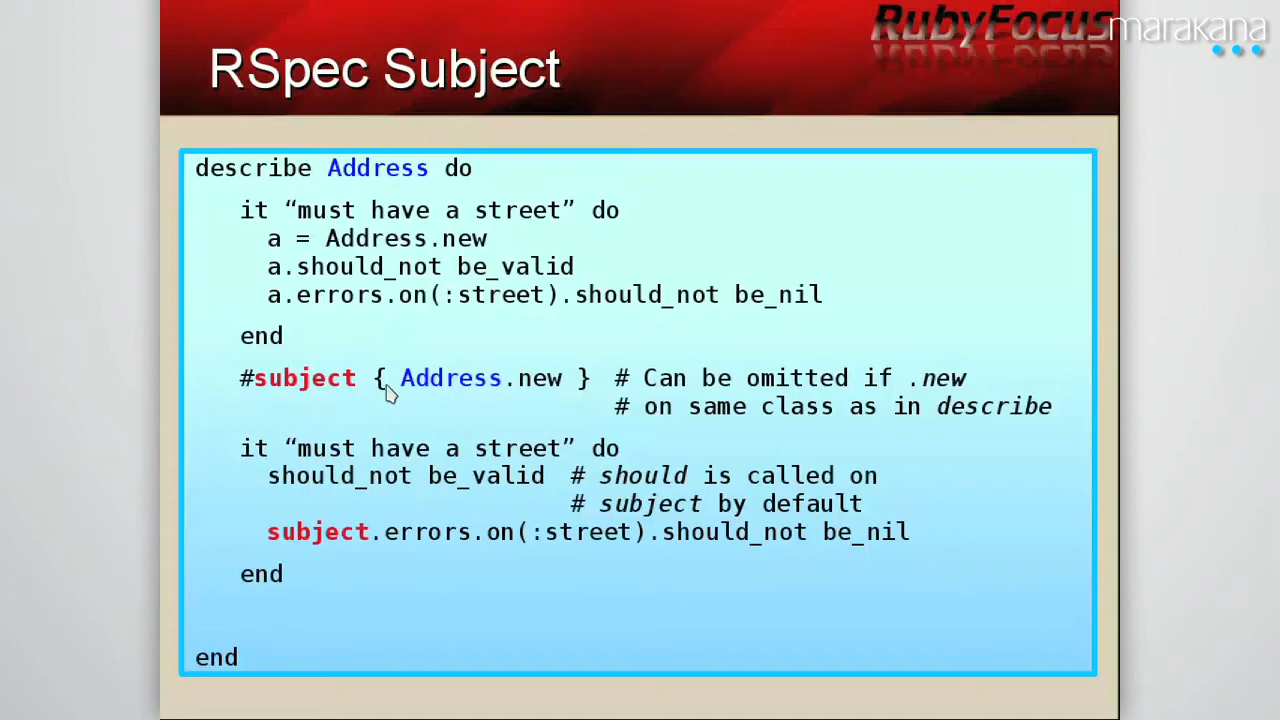 RubyFocus
marakana
RSpec Subject
describe Address do
it “must have a street” do
a = Address.new
a.should_not be_valid
a.errors.on(:street).should_not be_nil
end
#subject { Address.new } # Can be omitted if .new
# on same class as in describe
it “must have a street” do
should_not be_valid # should is called on
# subject by default
subject.errors.on(:street).should_not be_nil
end
end